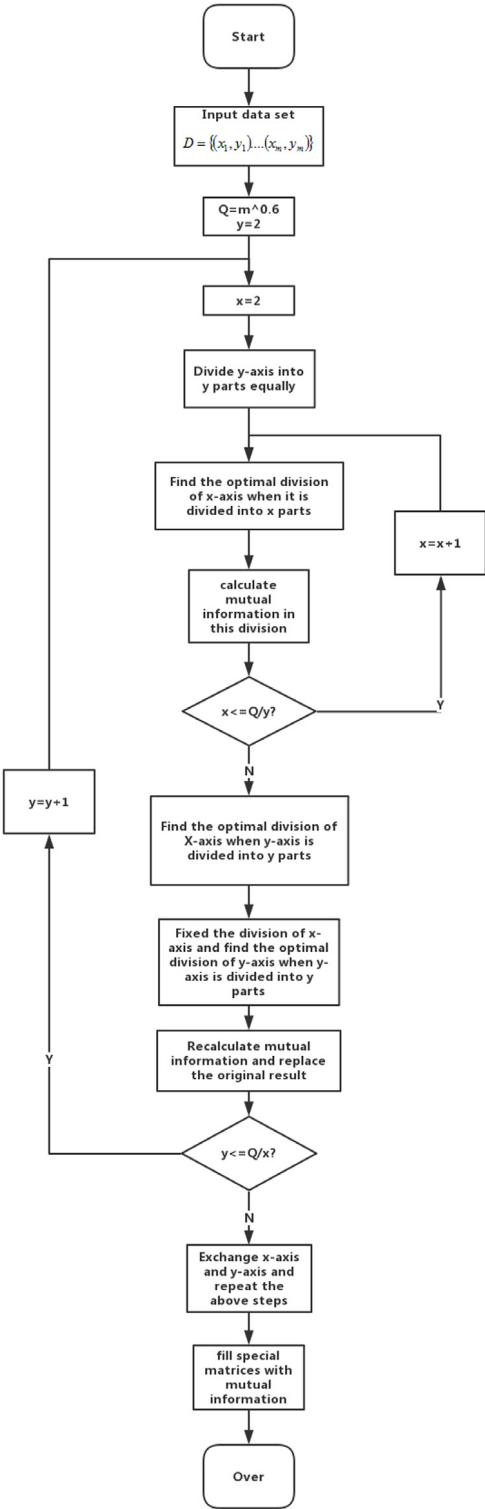 Start
Input data set
D = {(x₁, y₁)....(xₘ, yₘ)}
Q=m^0.6
y=2
x=2
Divide y-axis into
y parts equally
Find the optimal division
of x-axis when it is
divided into x parts
x=x+1
calculate
mutual
information in
this division
x<=Q/y?
Y
N
y=y+1
Find the optimal division of
X-axis when y-axis is
divided into y parts
Fixed the division of x-
axis and find the optimal
division of y-axis when y-
axis is divided into y
parts
Recalculate mutual
information and replace
the original result
Y
y<=Q/x?
N
Exchange x-axis
and y-axis and
repeat the
above steps
fill special
matrices with
mutual
information
Over